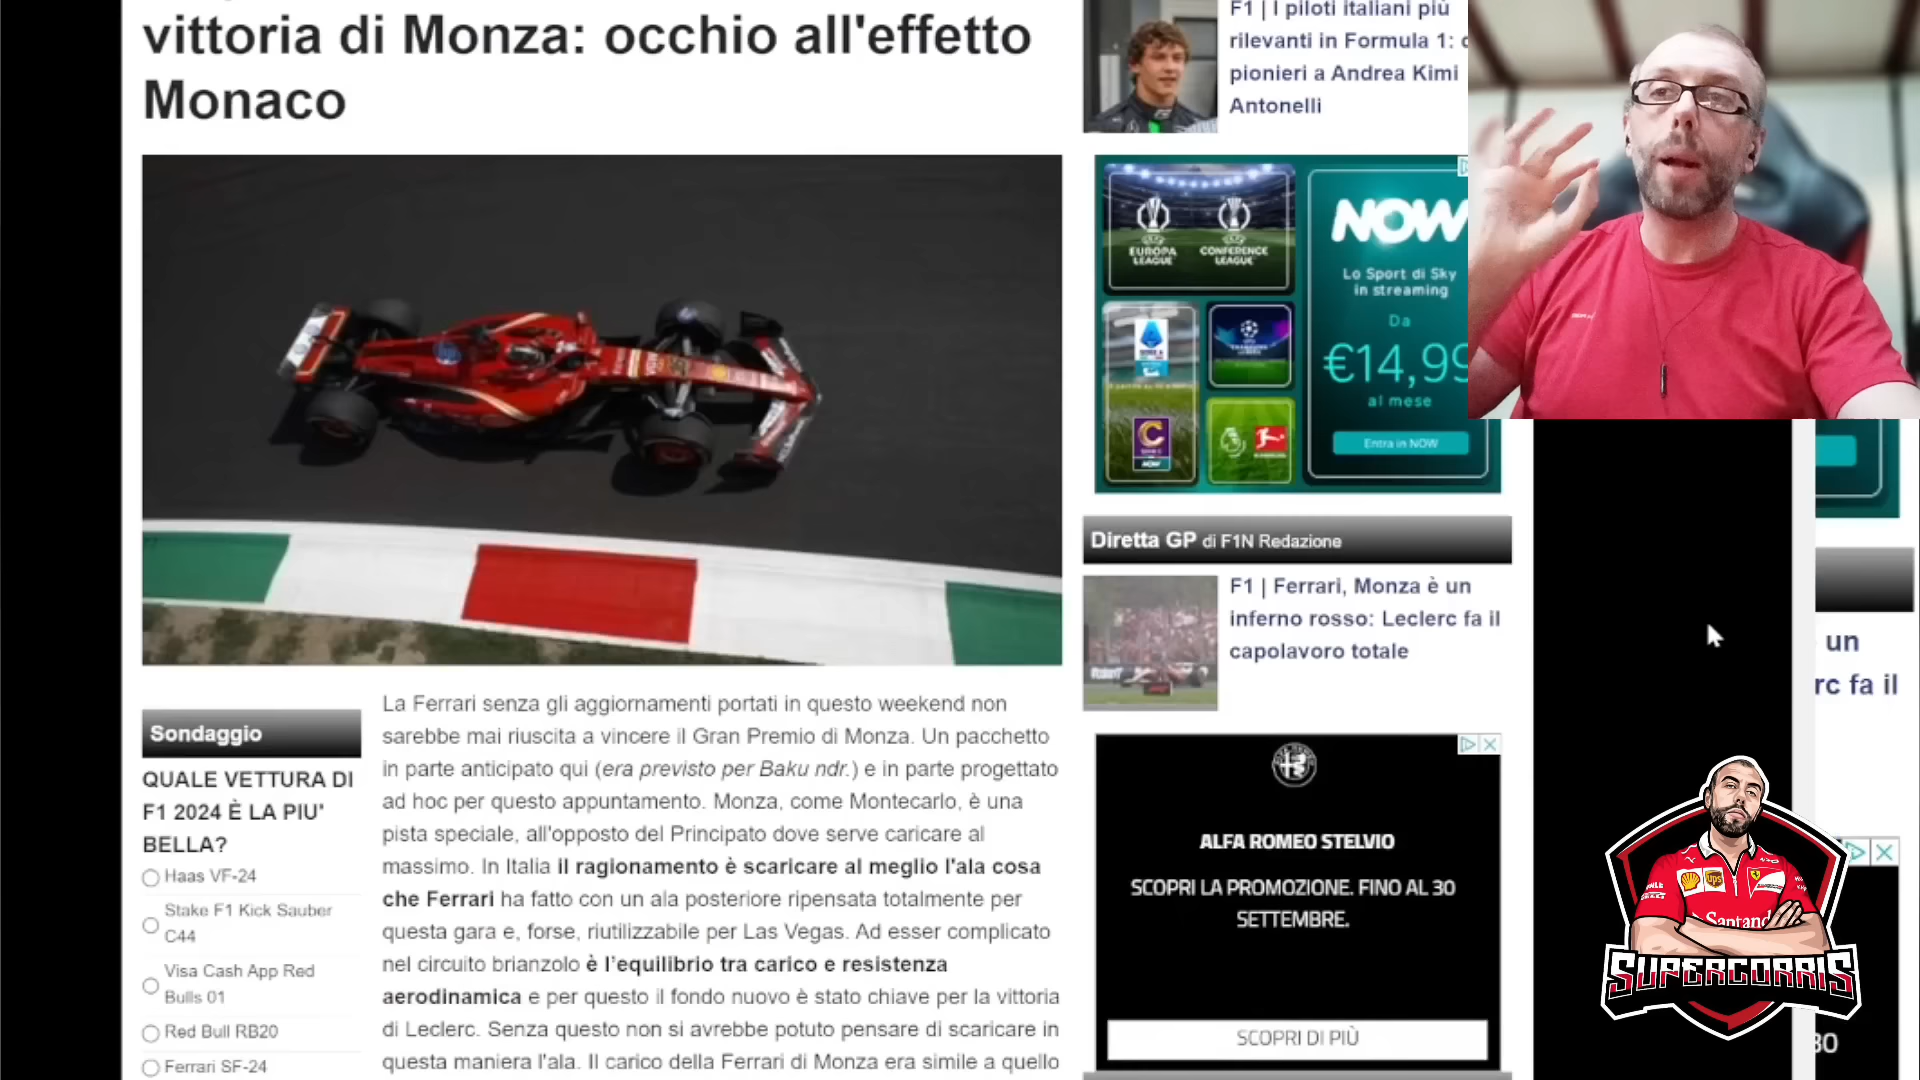 vittoria di Monza: occhio all'effetto
Monaco
La Ferrari senza gli aggiornamenti portati in questo weekend non
sarebbe mai riuscita a vincere il Gran Premio di Monza. Un pacchetto
in parte anticipato qui (era previsto per Baku ndr.) e in parte progettato
ad hoc per questo appuntamento. Monza, come Montecarlo, è una
pista speciale, all'opposto del Principato dove serve caricare al
massimo. In Italia il ragionamento è scaricare al meglio l'ala cosa
che Ferrari ha fatto con un ala posteriore ripensata totalmente per
questa gara e, forse, riutilizzabile per Las Vegas. Ad esser complicato
nel circuito brianzolo è l'equilibrio tra carico e resistenza
aerodinamica e per questo il fondo nuovo è stato chiave per la vittoria
di Leclerc. Senza questo non si avrebbe potuto pensare di scaricare in
questa maniera l'ala. Il carico della Ferrari di Monza era simile a quello
Sondaggio
QUALE VETTURA DI
F1 2024 È LA PIU'
BELLA?
Haas VF-24
Stake F1 Kick Sauber
C44
Visa Cash App Red
Bulls 01
Red Bull RB20
Ferrari SF-24
F1 | I piloti italiani più
rilevanti in Formula 1:
pionieri a Andrea Kimi
Antonelli
EUROPA
LEAGUE
CONFERENCE
LEAGUE
NOW
Lo Sport di Sky
in streaming
Da
€14,99
al mese
Entra in NOW
Diretta GP di F1N Redazione
F1 | Ferrari, Monza è un
inferno rosso: Leclerc fa il
capolavoro totale
ALFA ROMEO STELVIO
SCOPRI LA PROMOZIONE. FINO AL 30
SETTEMBRE.
SCOPRI DI PIÙ
un
rc fa il
30
ups
Santand
SUPERCORRIS